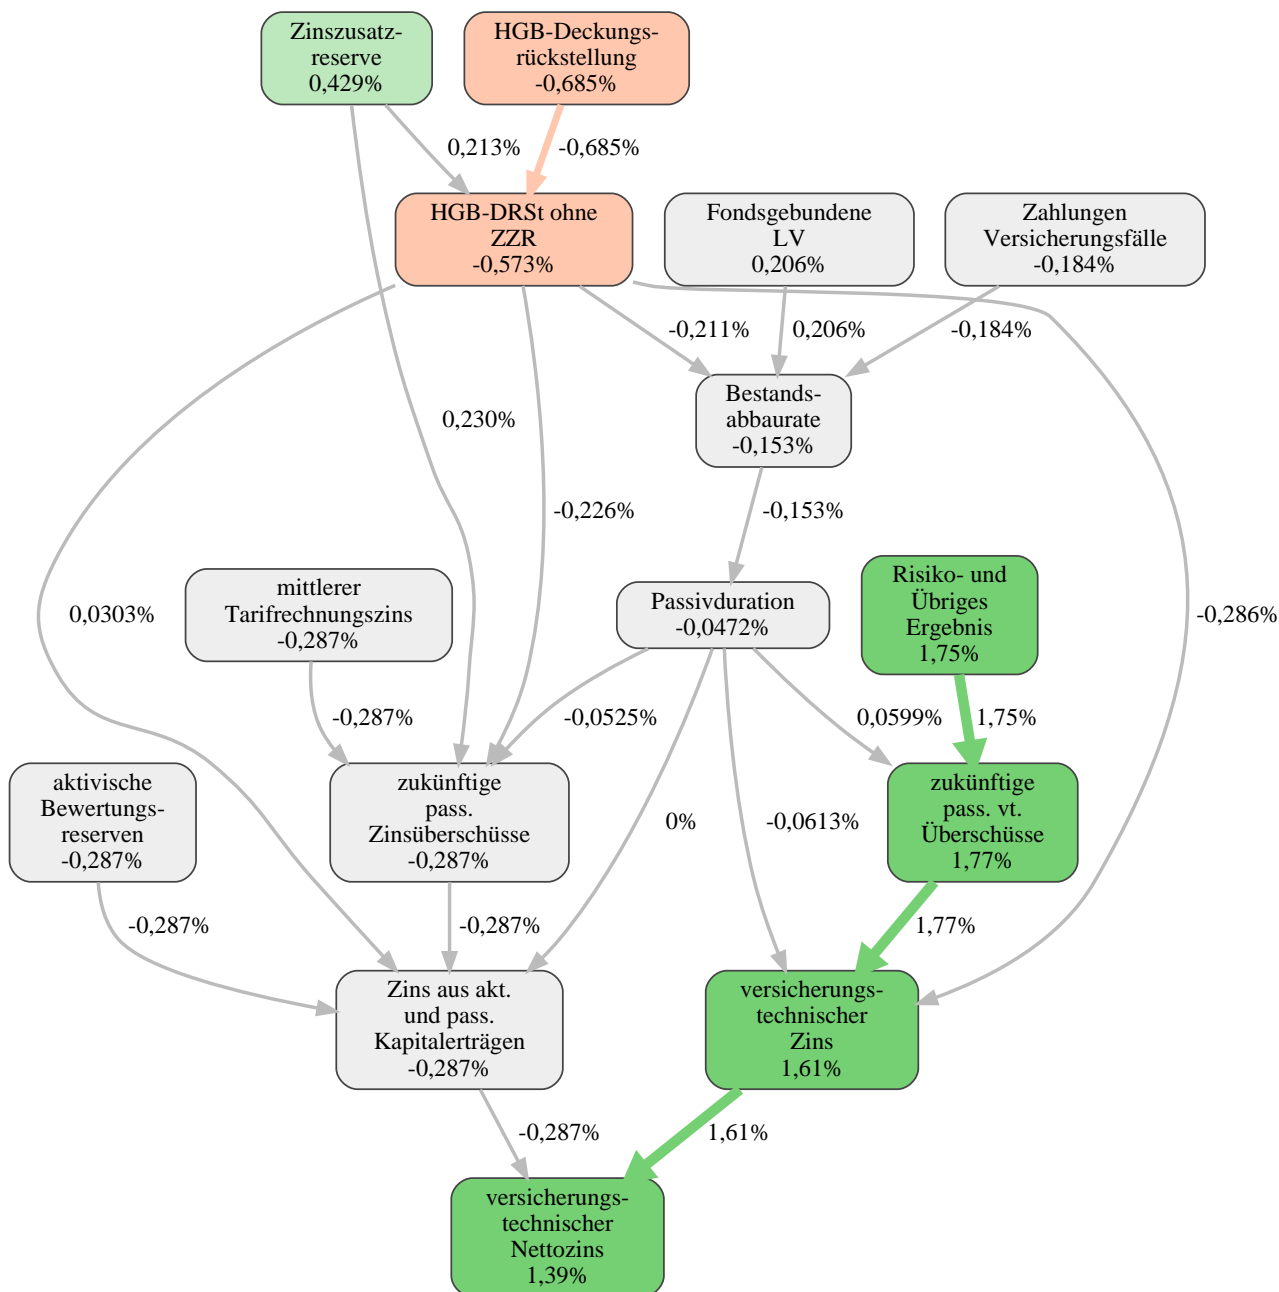 Zinszusatz-
reserve
0,429%
HGB-Deckungs-
rückstellung
-0,685%
0,213%
-0,685%
HGB-DRSt ohne
ZZR
-0,573%
Fondsgebundene
LV
0,206%
Zahlungen
Versicherungsfälle
-0,184%
-0,211%
0,206%
-0,184%
Bestands-
abbaurate
-0,153%
0,230%
-0,226%
-0,153%
mittlerer
Tarifrechnungszins
-0,287%
0,0303%
Passivduration
-0,0472%
Risiko- und
Übriges
Ergebnis
1,75%
-0,286%
-0,287%
-0,0525%
0,0599%
1,75%
aktivische
Bewertungs-
reserven
-0,287%
zukünftige
pass.
Zinsüberschüsse
-0,287%
0%
-0,0613%
zukünftige
pass. vt.
Überschüsse
1,77%
-0,287%
-0,287%
1,77%
Zins aus akt.
und pass.
Kapitalerträgen
-0,287%
versicherungs-
technischer
Zins
1,61%
-0,287%
1,61%
versicherungs-
technischer
Nettozins
1,39%